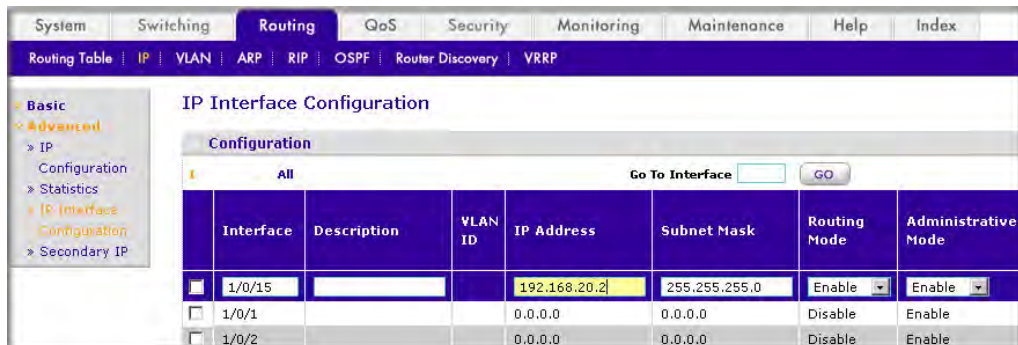 System Switching Routing QoS Security Monitoring Maintenance Help Index
Routing Table IP VLAN ARP RIP OSPF Router Discovery VRRP
Basic
Advanced
» IP
Configuration
» Statistics
» IP Interface
Configuration
» Secondary IP
IP Interface Configuration
Configuration
1 All Go To Interface GO
Interface Description VLAN ID IP Address Subnet Mask Routing Mode Administrative Mode
1/0/15 192.168.20.2 255.255.255.0 Enable Enable
1/0/1 0.0.0.0 0.0.0.0 Disable Enable
1/0/2 0.0.0.0 0.0.0.0 Disable Enable